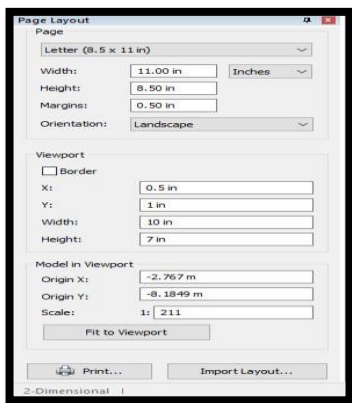 Page Layout
Page
Letter (8.5 x 11 in)
Width: 11.00 in Inches
Height: 8.50 in
Margins: 0.50 in
Orientation: Landscape
Viewport
Border
X: 0.5 in
Y: 1 in
Width: 10 in
Height: 7 in
Model in Viewport
Origin X: -2.767 m
Origin Y: -8.1849 m
Scale: 1: 211
Fit to Viewport
Print... Import Layout...
2-Dimensional